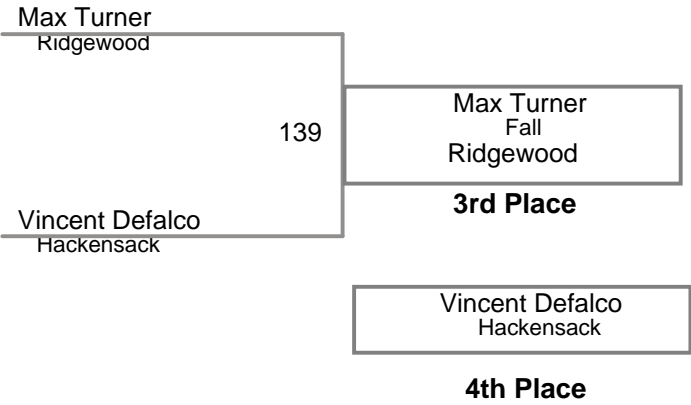 Max Turner
Ridgewood
139
Max Turner
Fall
Ridgewood
3rd Place
Vincent Defalco
Hackensack
Vincent Defalco
Hackensack
4th Place